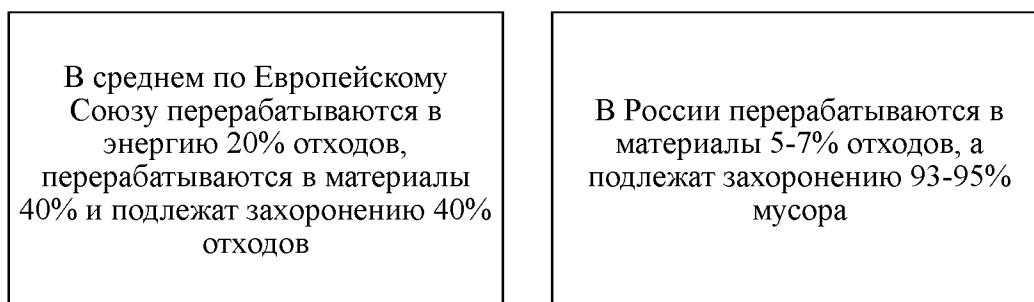 В среднем по Европейскому
Союзу перерабатываются в
энергию 20% отходов,
перерабатываются в материалы
40% и подлежат захоронению 40%
отходов
В России перерабатываются в
материалы 5-7% отходов, а
подлежат захоронению 93-95%
мусора